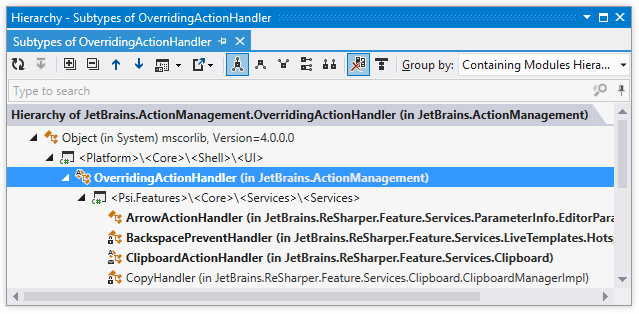 Hierarchy - Subtypes of OverridingActionHandler
Subtypes of OverridingActionHandler
Group by: Containing Modules Hiera...
Type to search
Hierarchy of JetBrains.ActionManagement.OverridingActionHandler (in JetBrains.ActionManagement)
Object (in System) mscorlib, Version=4.0.0.0
<Platform>\<Core>\<Shell>\<UI>
OverridingActionHandler (in JetBrains.ActionManagement)
<Psi.Features>\<Core>\<Services>\<Services>
ArrowActionHandler (in JetBrains.ReSharper.Feature.Services.ParameterInfo.EditorPara
BackspacePreventHandler (in JetBrains.ReSharper.Feature.Services.LiveTemplates.Hots
ClipboardActionHandler (in JetBrains.ReSharper.Feature.Services.Clipboard)
CopyHandler (in JetBrains.ReSharper.Feature.Services.Clipboard.ClipboardManagerImpl)